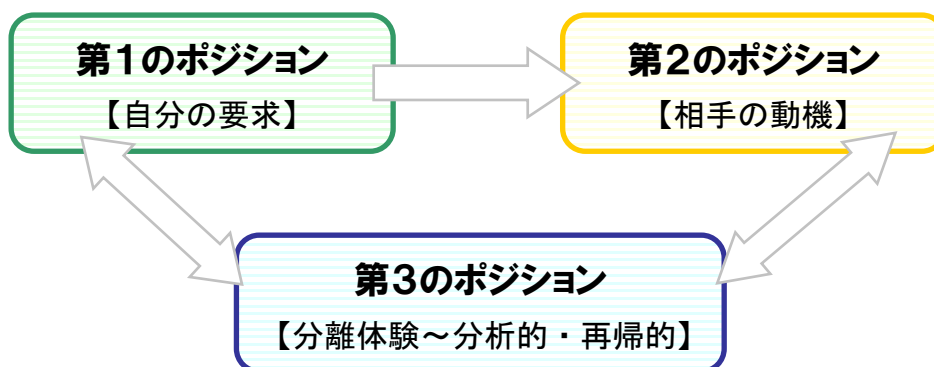 第1のポジション
【自分の要求】
第2のポジション
【相手の動機】
第3のポジション
【分離体験～分析的・再帰的】